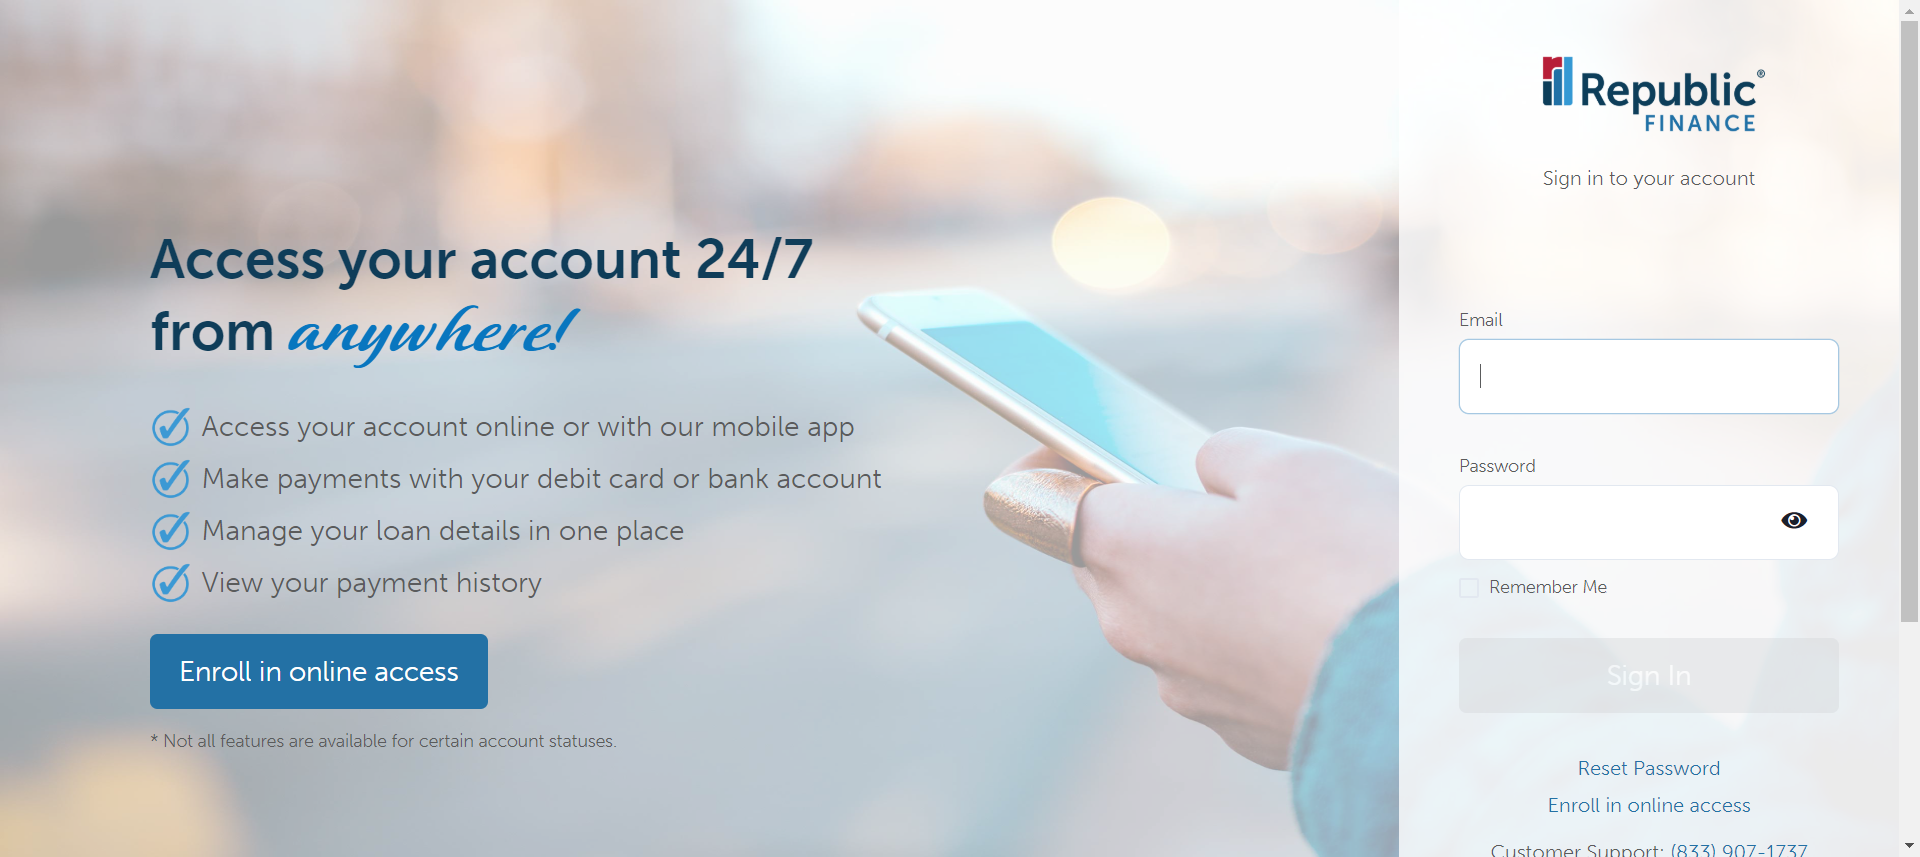 Access your account 24/7
from anywhere!
Access your account online or with our mobile app
Make payments with your debit card or bank account
Manage your loan details in one place
View your payment history
Enroll in online access
* Not all features are available for certain account statuses.
Republic®
FINANCE
Sign in to your account
Email
Password
Remember Me
Sign In
Reset Password
Enroll in online access
Customer Support: (833) 907-1737